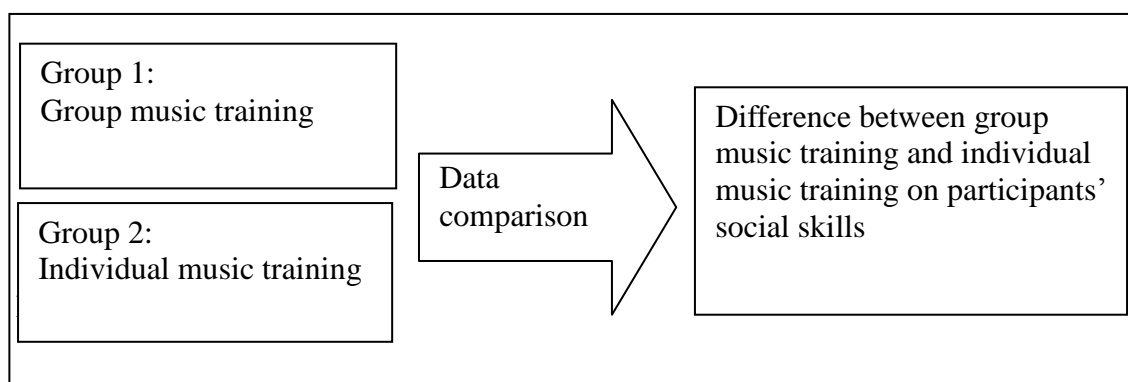 Group 1:
Group music training
Group 2:
Individual music training
Data
comparison
Difference between group
music training and individual
music training on participants’
social skills